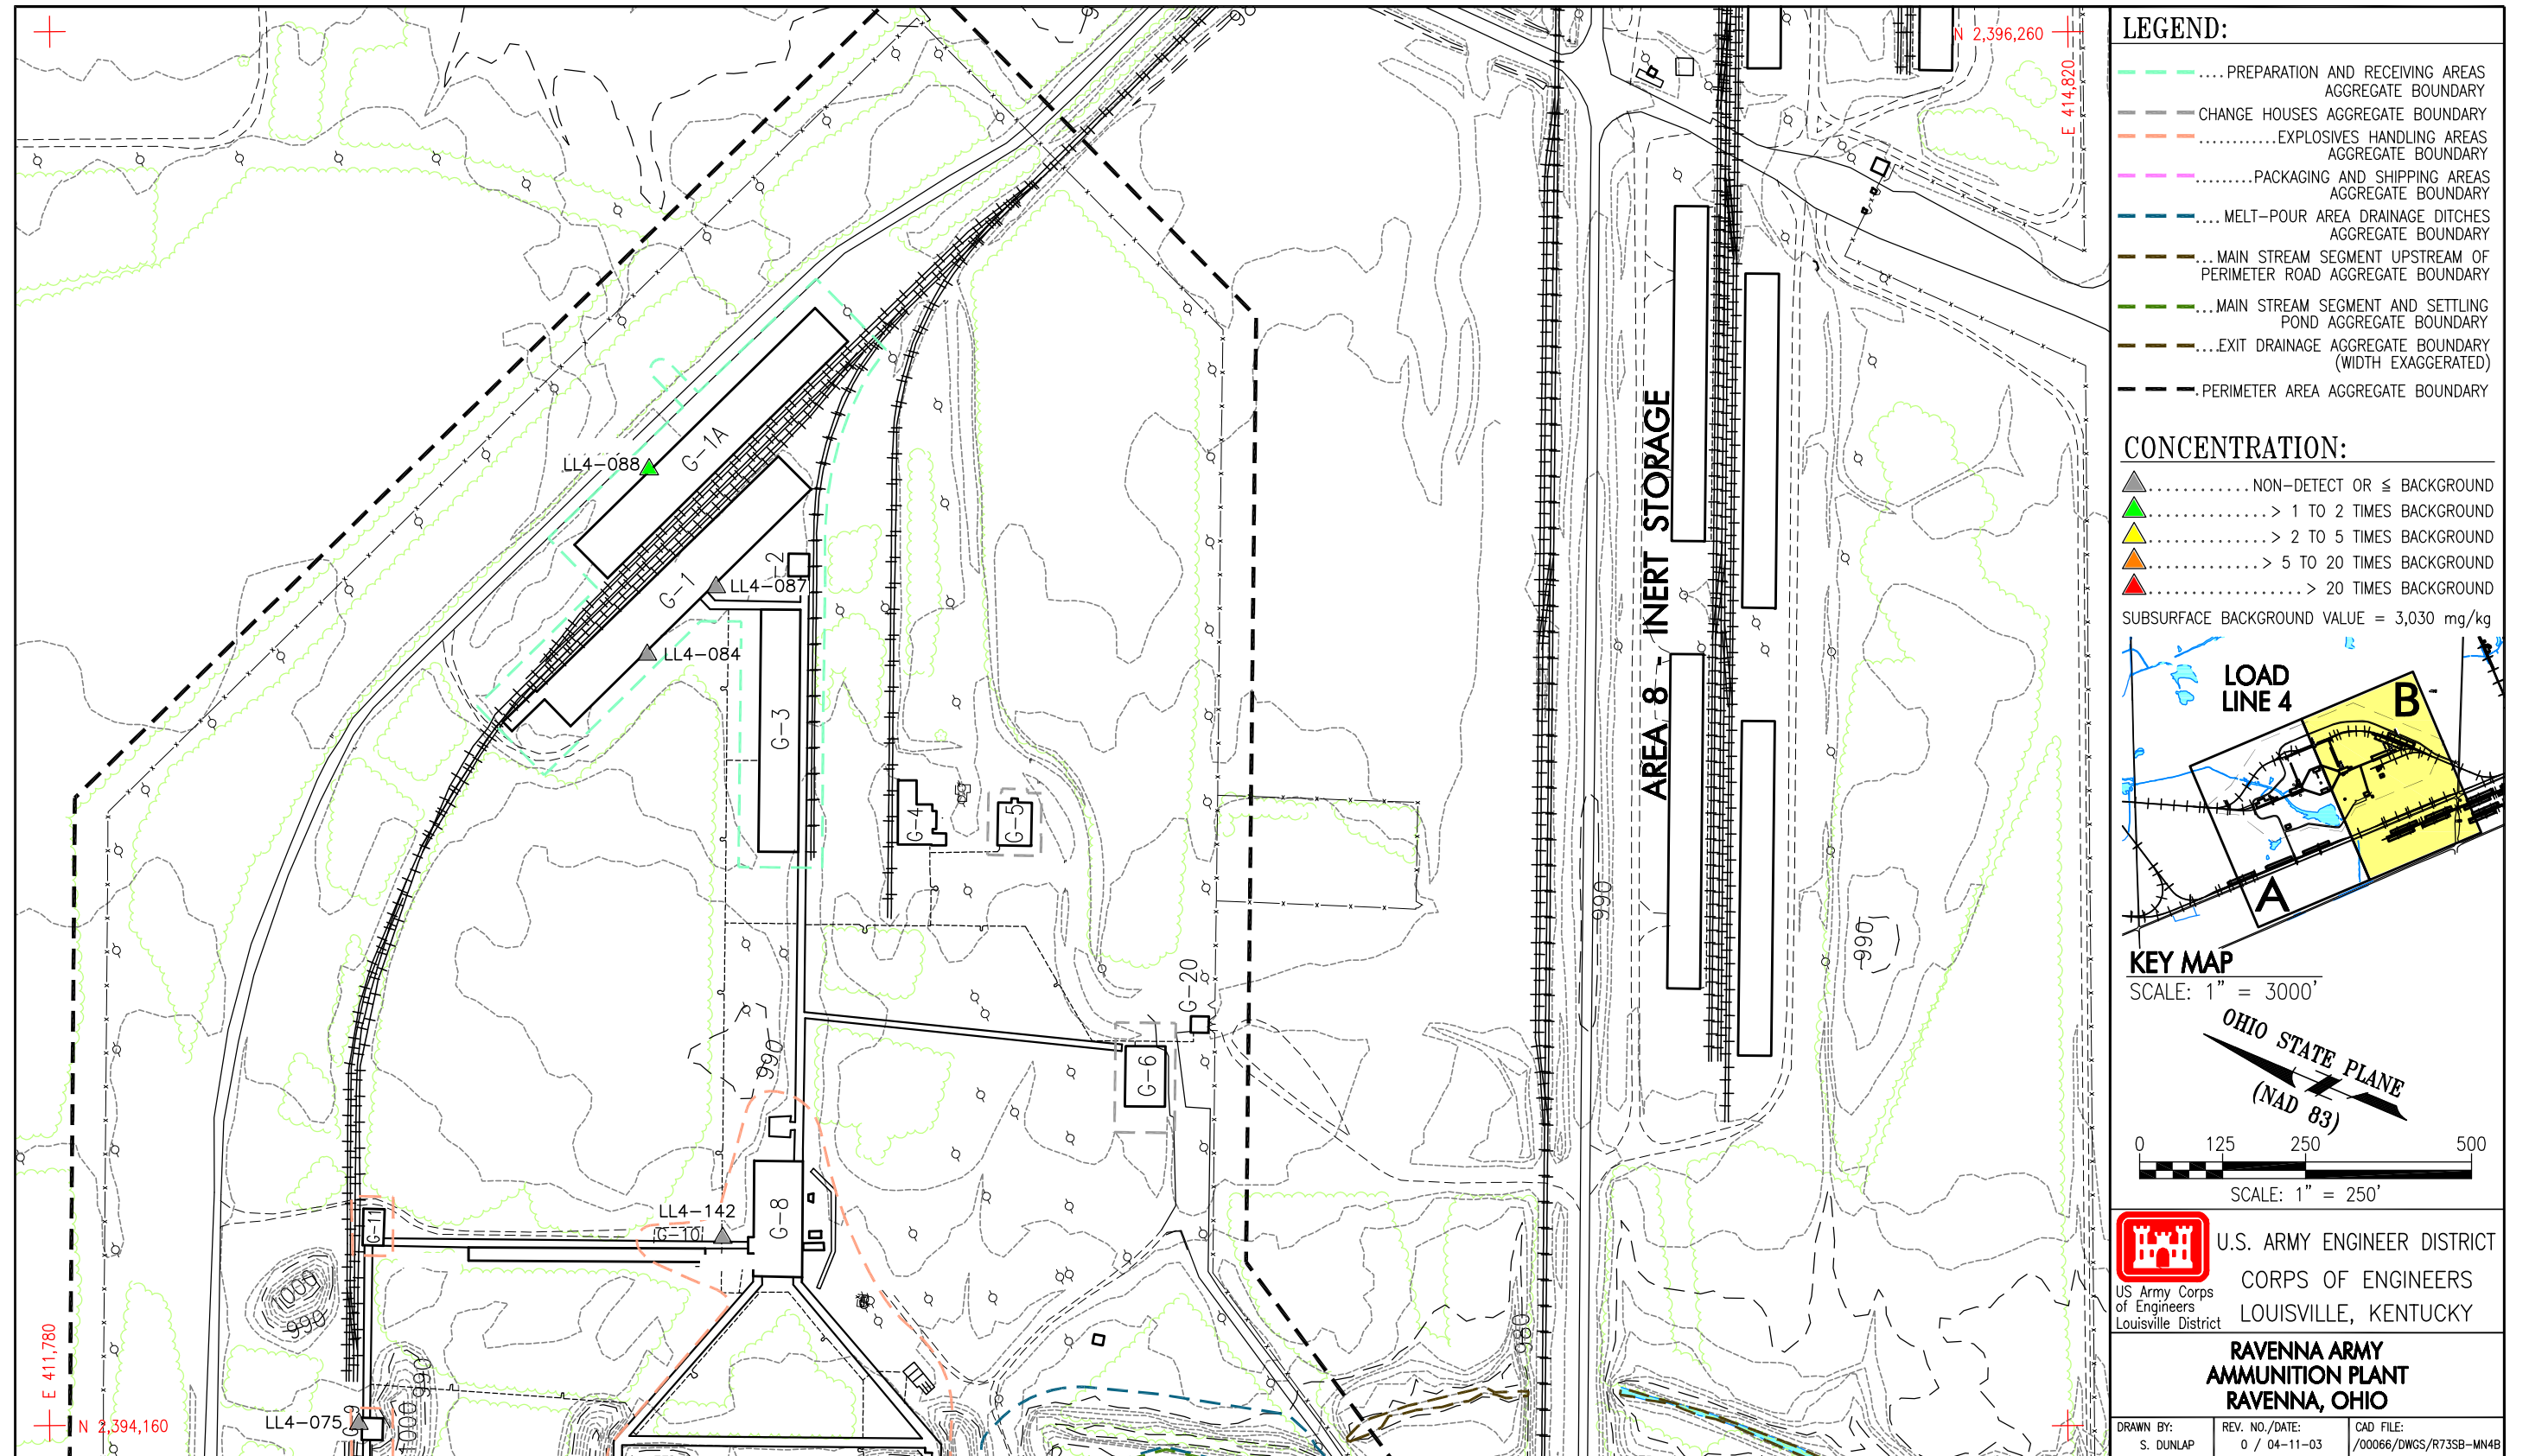 N 2,396,260
E 414,820
LL4-088
G-1A
G-1
2
LL4-087
LL4-084
G-3
G-4
G-5
AREA 8 - INERT STORAGE
990
990
G-20
G-6
990
G-8
LL4-142
G-10
G-11
1000
990
990
1000
980
E 411,780
N 2,394,160
LL4-075
LEGEND:
....PREPARATION AND RECEIVING AREAS
AGGREGATE BOUNDARY
CHANGE HOUSES AGGREGATE BOUNDARY
...........EXPLOSIVES HANDLING AREAS
AGGREGATE BOUNDARY
........PACKAGING AND SHIPPING AREAS
AGGREGATE BOUNDARY
....MELT-POUR AREA DRAINAGE DITCHES
AGGREGATE BOUNDARY
...MAIN STREAM SEGMENT UPSTREAM OF
PERIMETER ROAD AGGREGATE BOUNDARY
...MAIN STREAM SEGMENT AND SETTLING
POND AGGREGATE BOUNDARY
....EXIT DRAINAGE AGGREGATE BOUNDARY
(WIDTH EXAGGERATED)
.PERIMETER AREA AGGREGATE BOUNDARY
CONCENTRATION:
............NON-DETECT OR ≤ BACKGROUND
..............> 1 TO 2 TIMES BACKGROUND
..............> 2 TO 5 TIMES BACKGROUND
.............> 5 TO 20 TIMES BACKGROUND
..................> 20 TIMES BACKGROUND
SUBSURFACE BACKGROUND VALUE = 3,030 mg/kg
LOAD
LINE 4
B
A
KEY MAP
SCALE: 1" = 3000'
OHIO STATE PLANE
(NAD 83)
0 125 250 500
SCALE: 1" = 250'
US Army Corps
of Engineers
Louisville District
U.S. ARMY ENGINEER DISTRICT
CORPS OF ENGINEERS
LOUISVILLE, KENTUCKY
RAVENNA ARMY
AMMUNITION PLANT
RAVENNA, OHIO
DRAWN BY:
S. DUNLAP
REV. NO./DATE:
0 / 04-11-03
CAD FILE:
/00066/DWGS/R73SB-MN4B